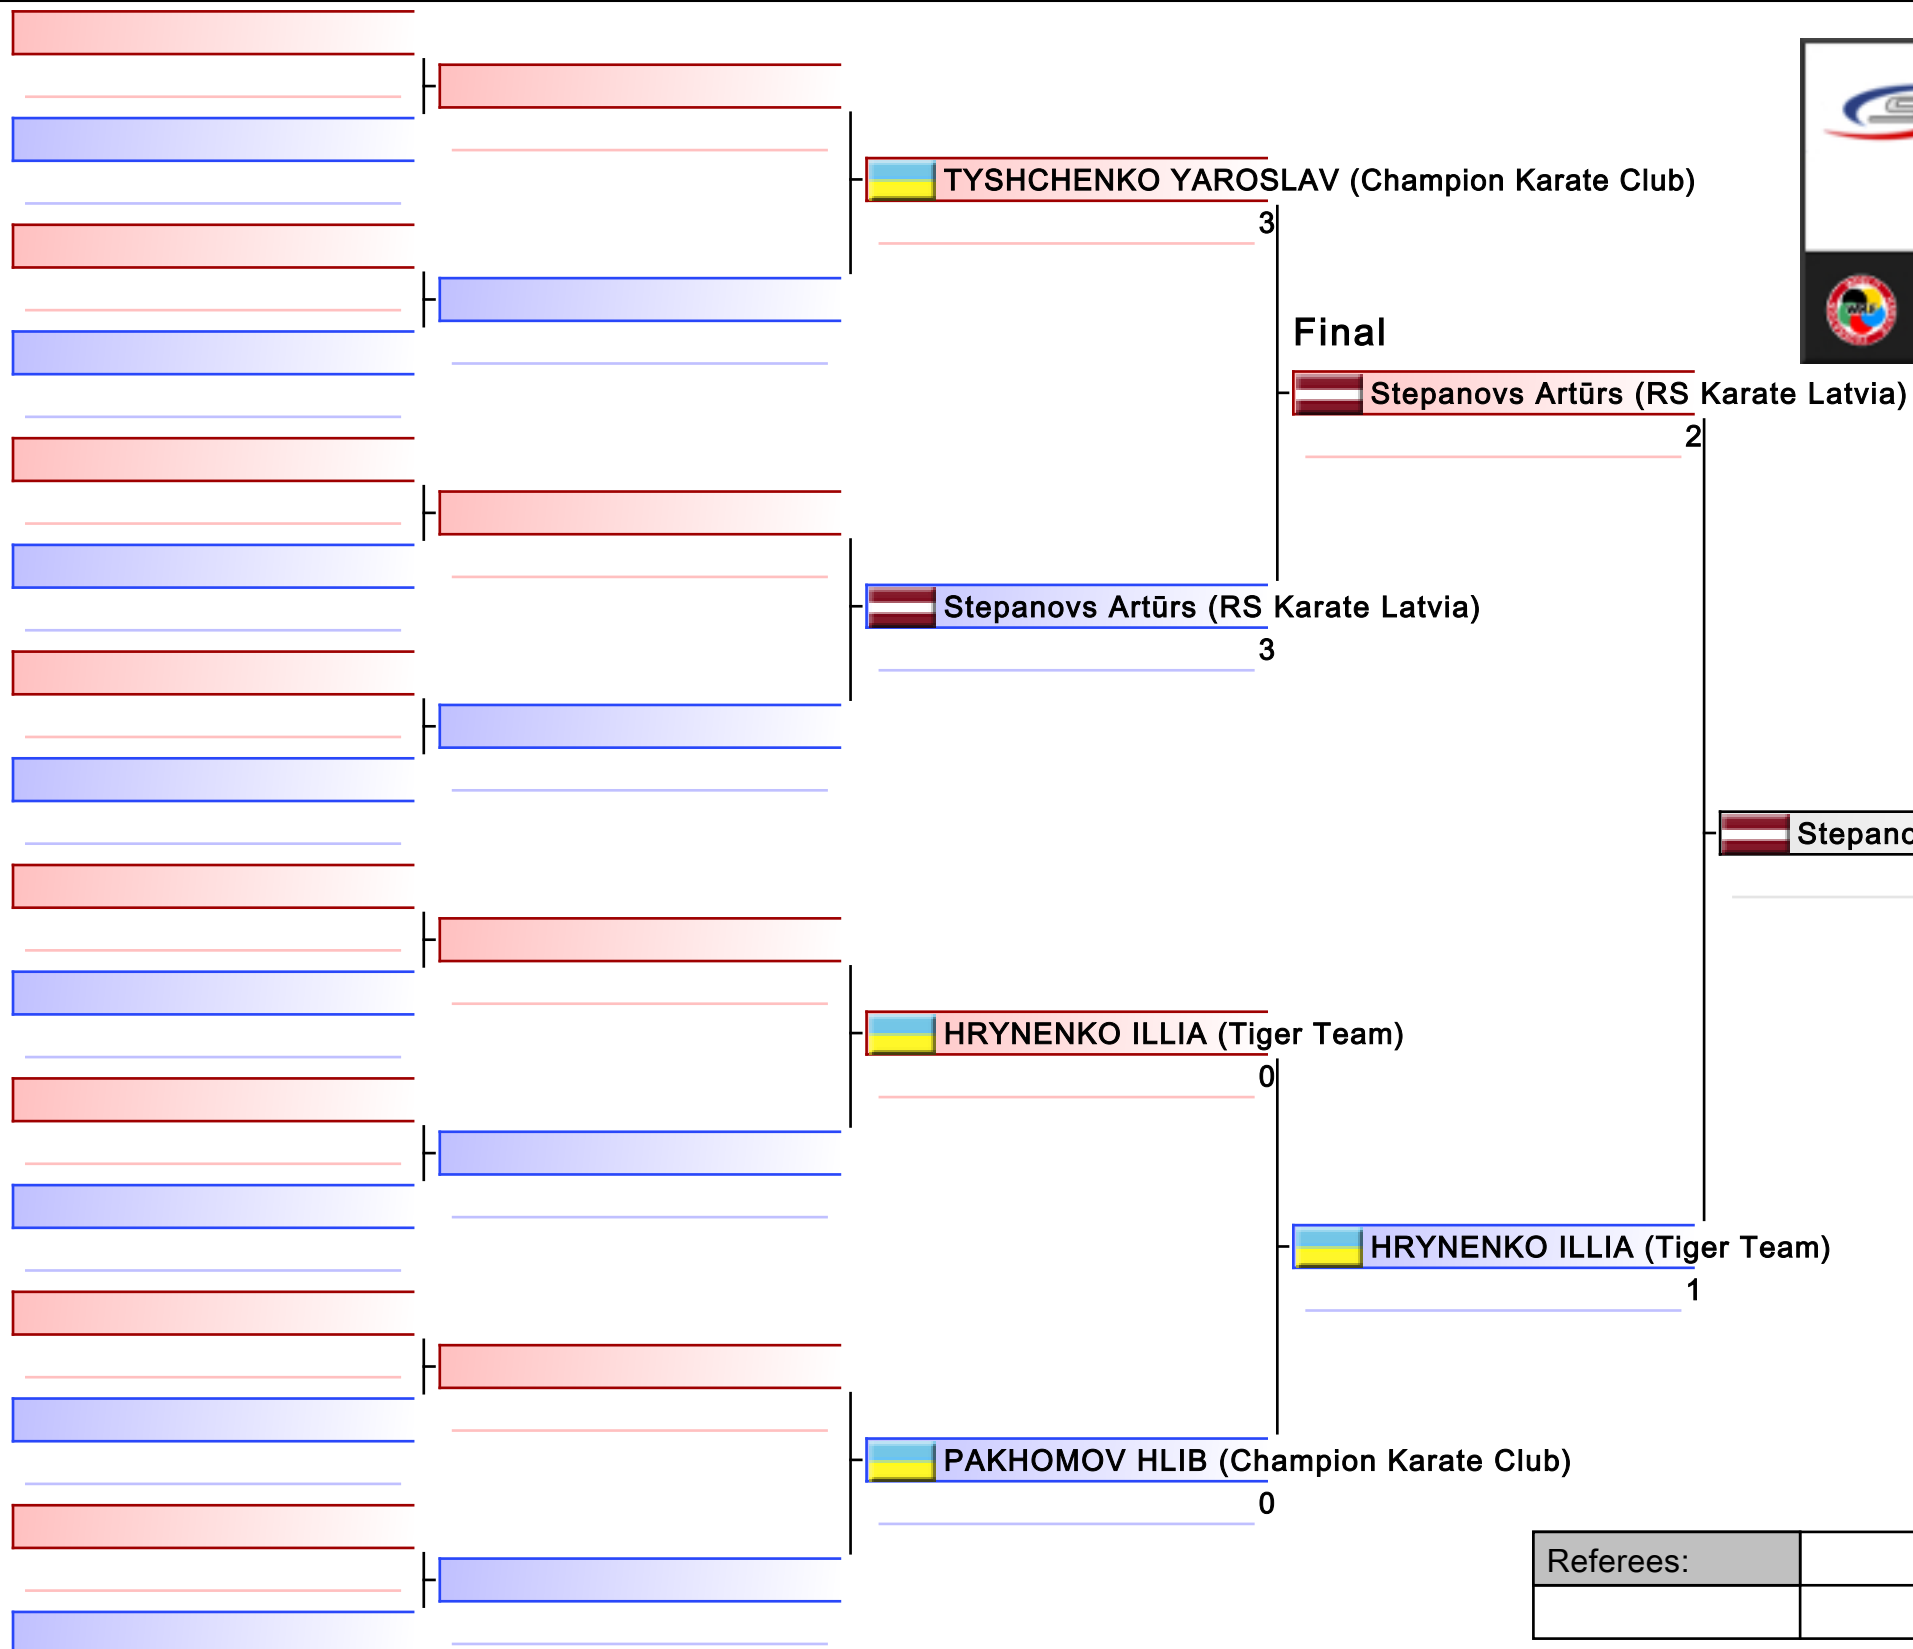 TYSHCHENKO YAROSLAV (Champion Karate Club)
3
Final
Stepanovs Artūrs (RS Karate Latvia)
2
Stepanovs Artūrs (RS Karate Latvia)
3
HRYNENKO ILLIA (Tiger Team)
0
HRYNENKO ILLIA (Tiger Team)
1
PAKHOMOV HLIB (Champion Karate Club)
0
Referees: